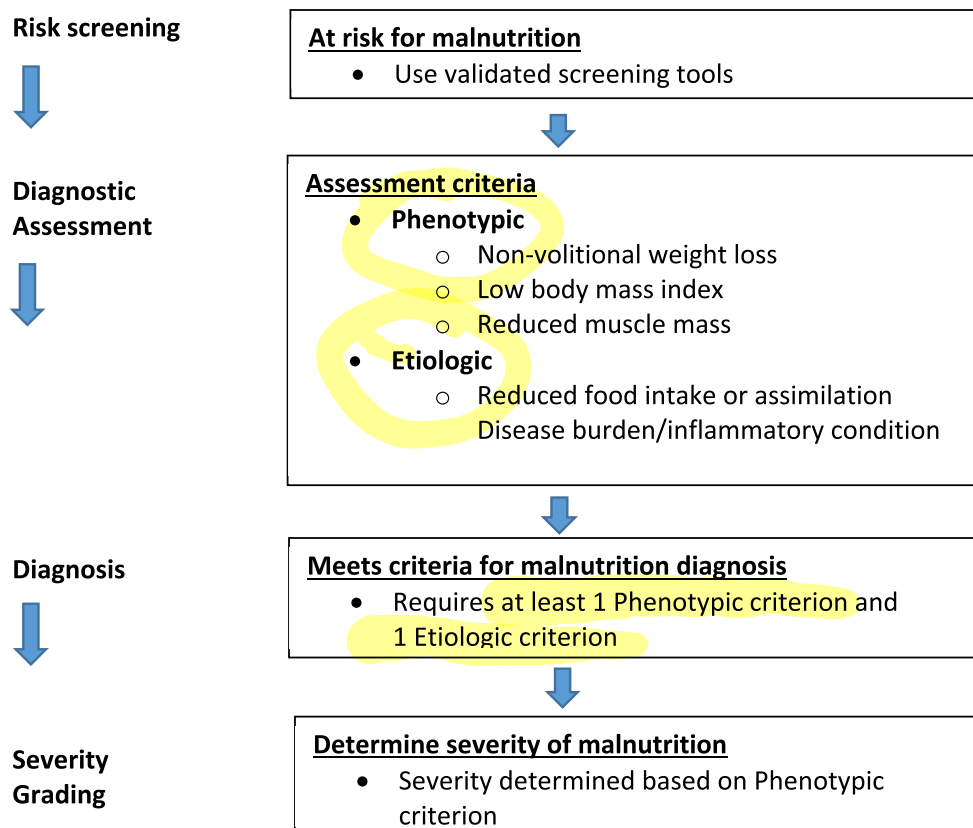 Risk screening
At risk for malnutrition
• Use validated screening tools
Diagnostic
Assessment
Assessment criteria
• Phenotypic
o Non-volitional weight loss
o Low body mass index
o Reduced muscle mass
• Etiologic
o Reduced food intake or assimilation
Disease burden/inflammatory condition
Diagnosis
Meets criteria for malnutrition diagnosis
• Requires at least 1 Phenotypic criterion and
1 Etiologic criterion
Severity
Grading
Determine severity of malnutrition
• Severity determined based on Phenotypic
criterion